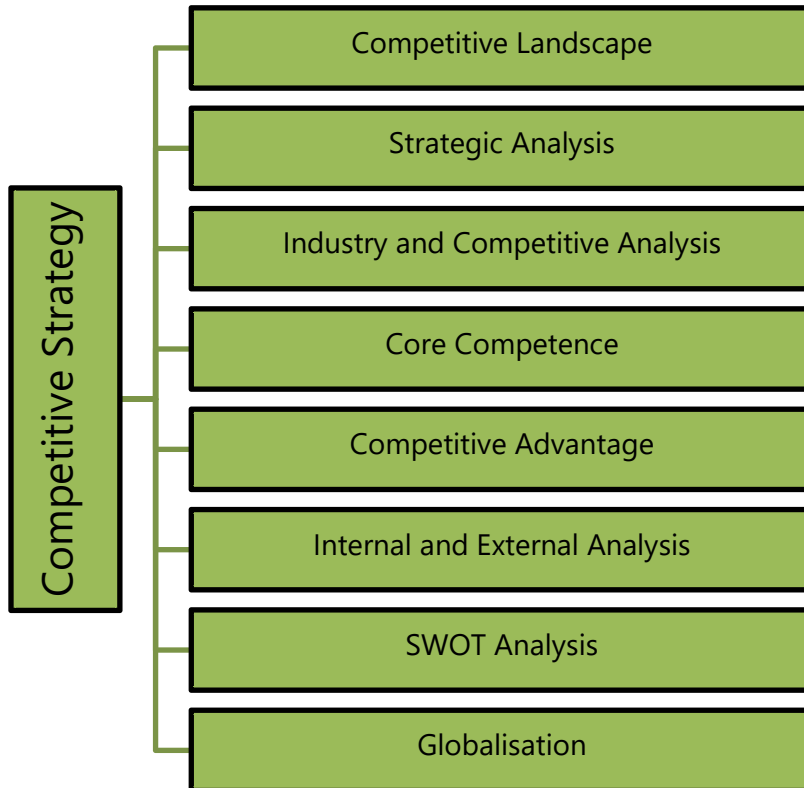 Competitive Strategy
Competitive Landscape
Strategic Analysis
Industry and Competitive Analysis
Core Competence
Competitive Advantage
Internal and External Analysis
SWOT Analysis
Globalisation